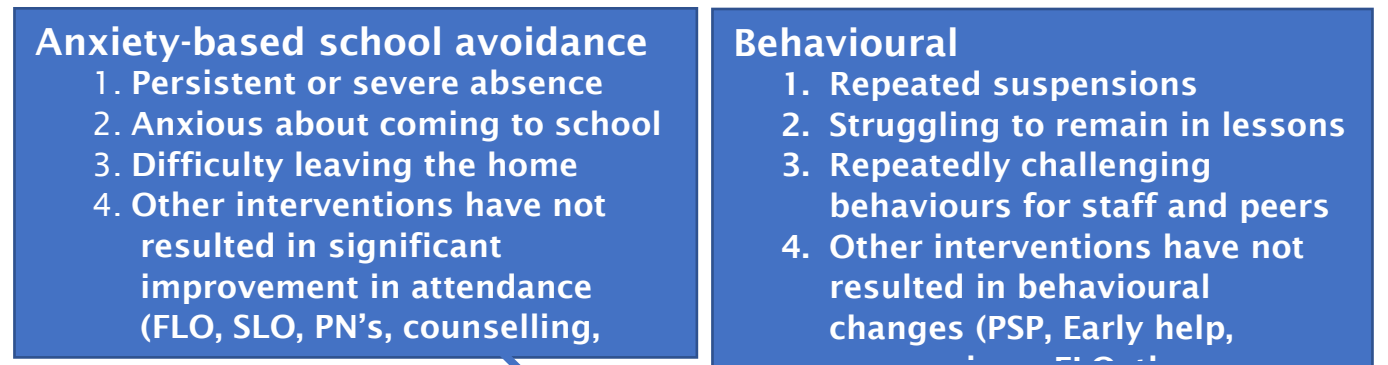 Anxiety-based school avoidance
1. Persistent or severe absence
2. Anxious about coming to school
3. Difficulty leaving the home
4. Other interventions have not
resulted in significant
improvement in attendance
(FLO, SLO, PN’s, counselling,
Behavioural
1. Repeated suspensions
2. Struggling to remain in lessons
3. Repeatedly challenging
behaviours for staff and peers
4. Other interventions have not
resulted in behavioural
changes (PSP, Early help,